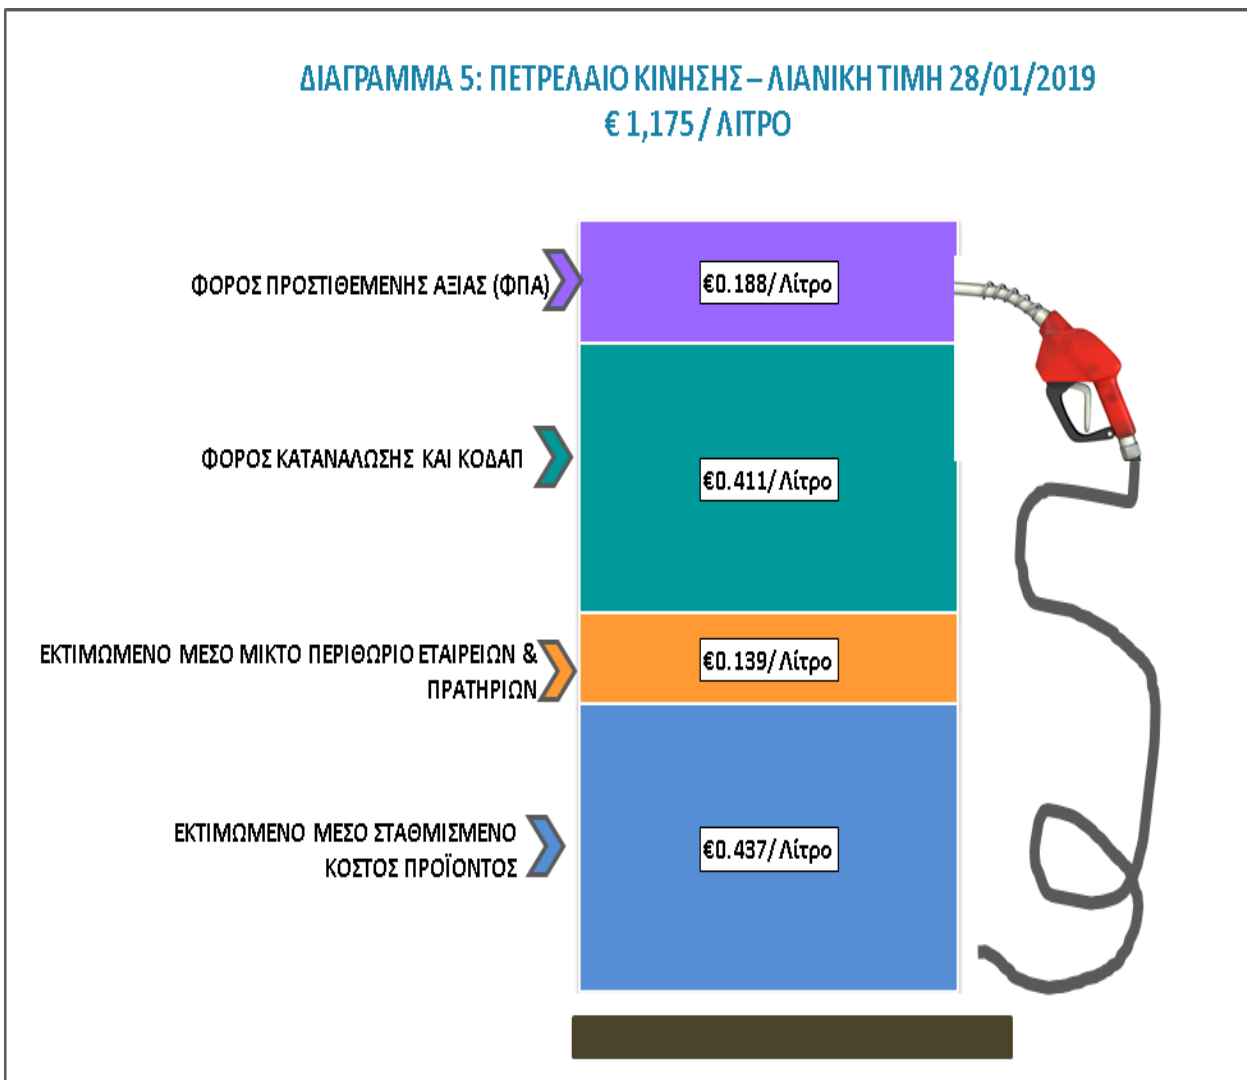 ΔΙΑΓΡΑΜΜΑ 5: ΠΕΤΡΕΛΑΙΟ ΚΙΝΗΣΗΣ – ΛΙΑΝΙΚΗ ΤΙΜΗ 28/01/2019
€ 1,175 / ΛΙΤΡΟ
ΦΟΡΟΣ ΠΡΟΣΤΙΘΕΜΕΝΗΣ ΑΞΙΑΣ (ΦΠΑ)
€0.188/Λίτρο
ΦΟΡΟΣ ΚΑΤΑΝΑΛΩΣΗΣ ΚΑΙ ΚΟΔΑΠ
€0.411/Λίτρο
ΕΚΤΙΜΩΜΕΝΟ ΜΕΣΟ ΜΙΚΤΟ ΠΕΡΙΘΩΡΙΟ ΕΤΑΙΡΕΙΩΝ &
ΠΡΑΤΗΡΙΩΝ
€0.139/Λίτρο
ΕΚΤΙΜΩΜΕΝΟ ΜΕΣΟ ΣΤΑΘΜΙΣΜΕΝΟ
ΚΟΣΤΟΣ ΠΡΟΪΟΝΤΟΣ
€0.437/Λίτρο